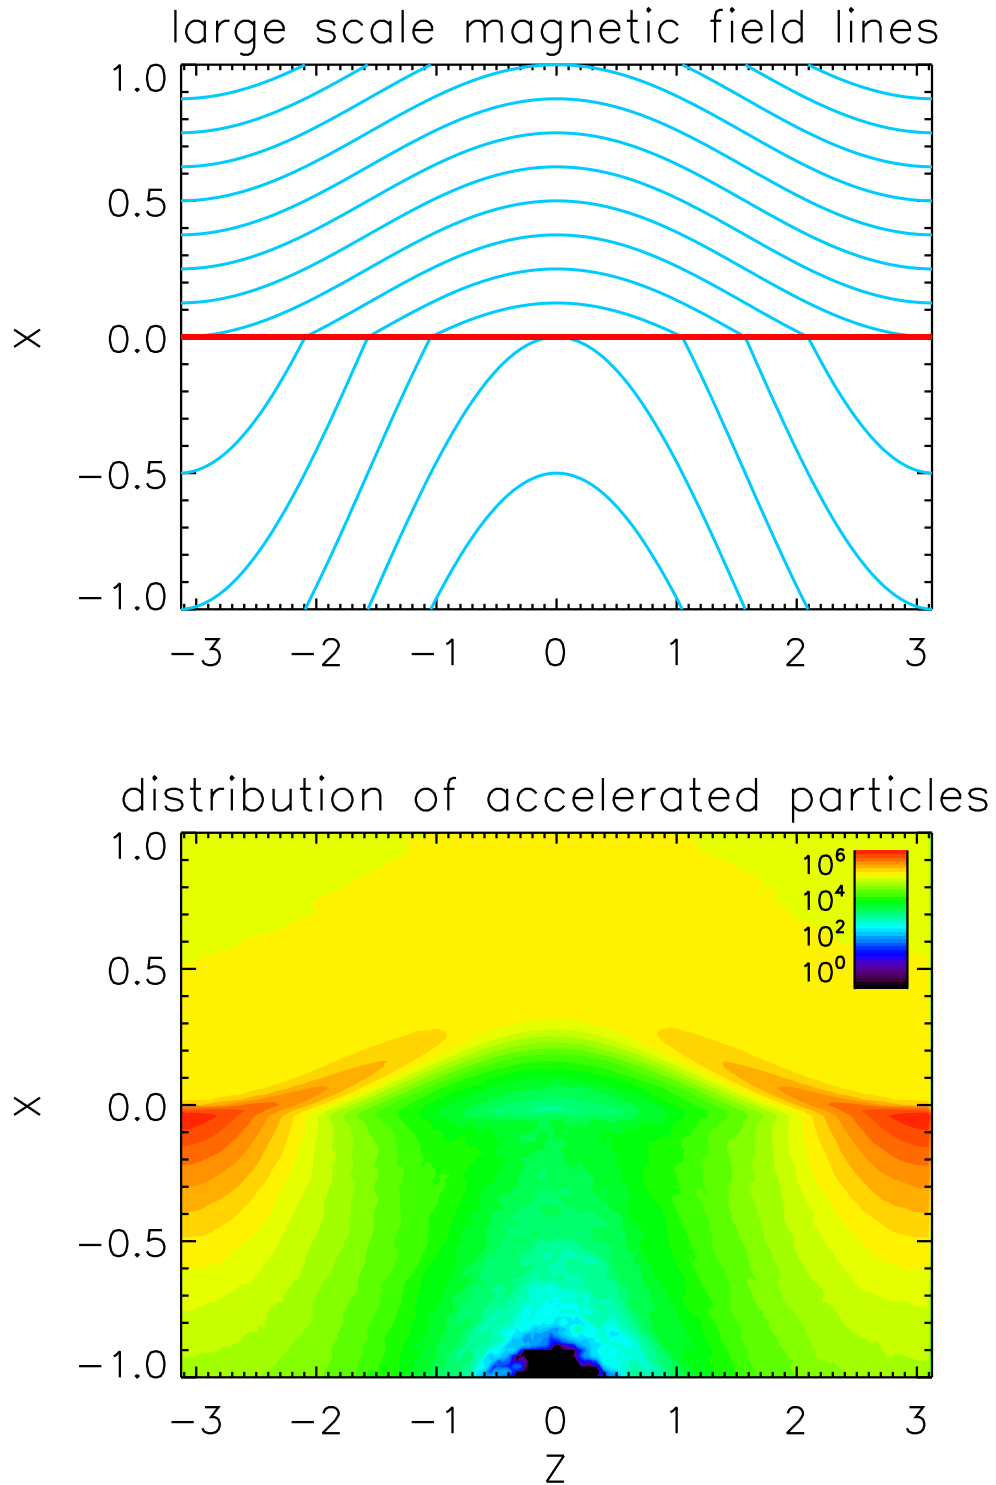 large scale magnetic field lines
1.0
0.5
X
0.0
−0.5
−1.0
−3 −2 −1 0 1 2 3
distribution of accelerated particles
1.0
10⁶
10⁴
10²
10⁰
0.5
X
0.0
−0.5
−1.0
−3 −2 −1 0 1 2 3
Z